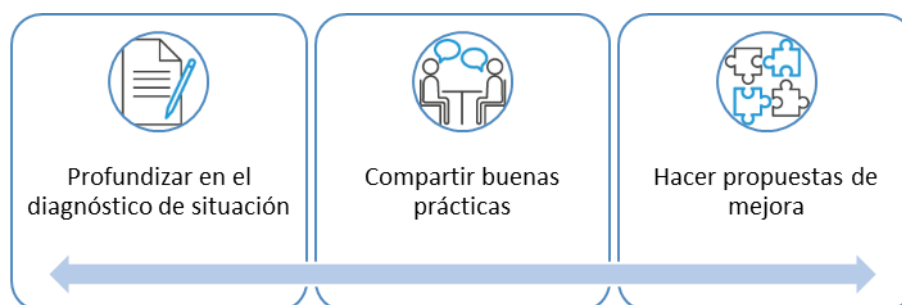 Profundizar en el
diagnóstico de situación
Compartir buenas
prácticas
Hacer propuestas de
mejora